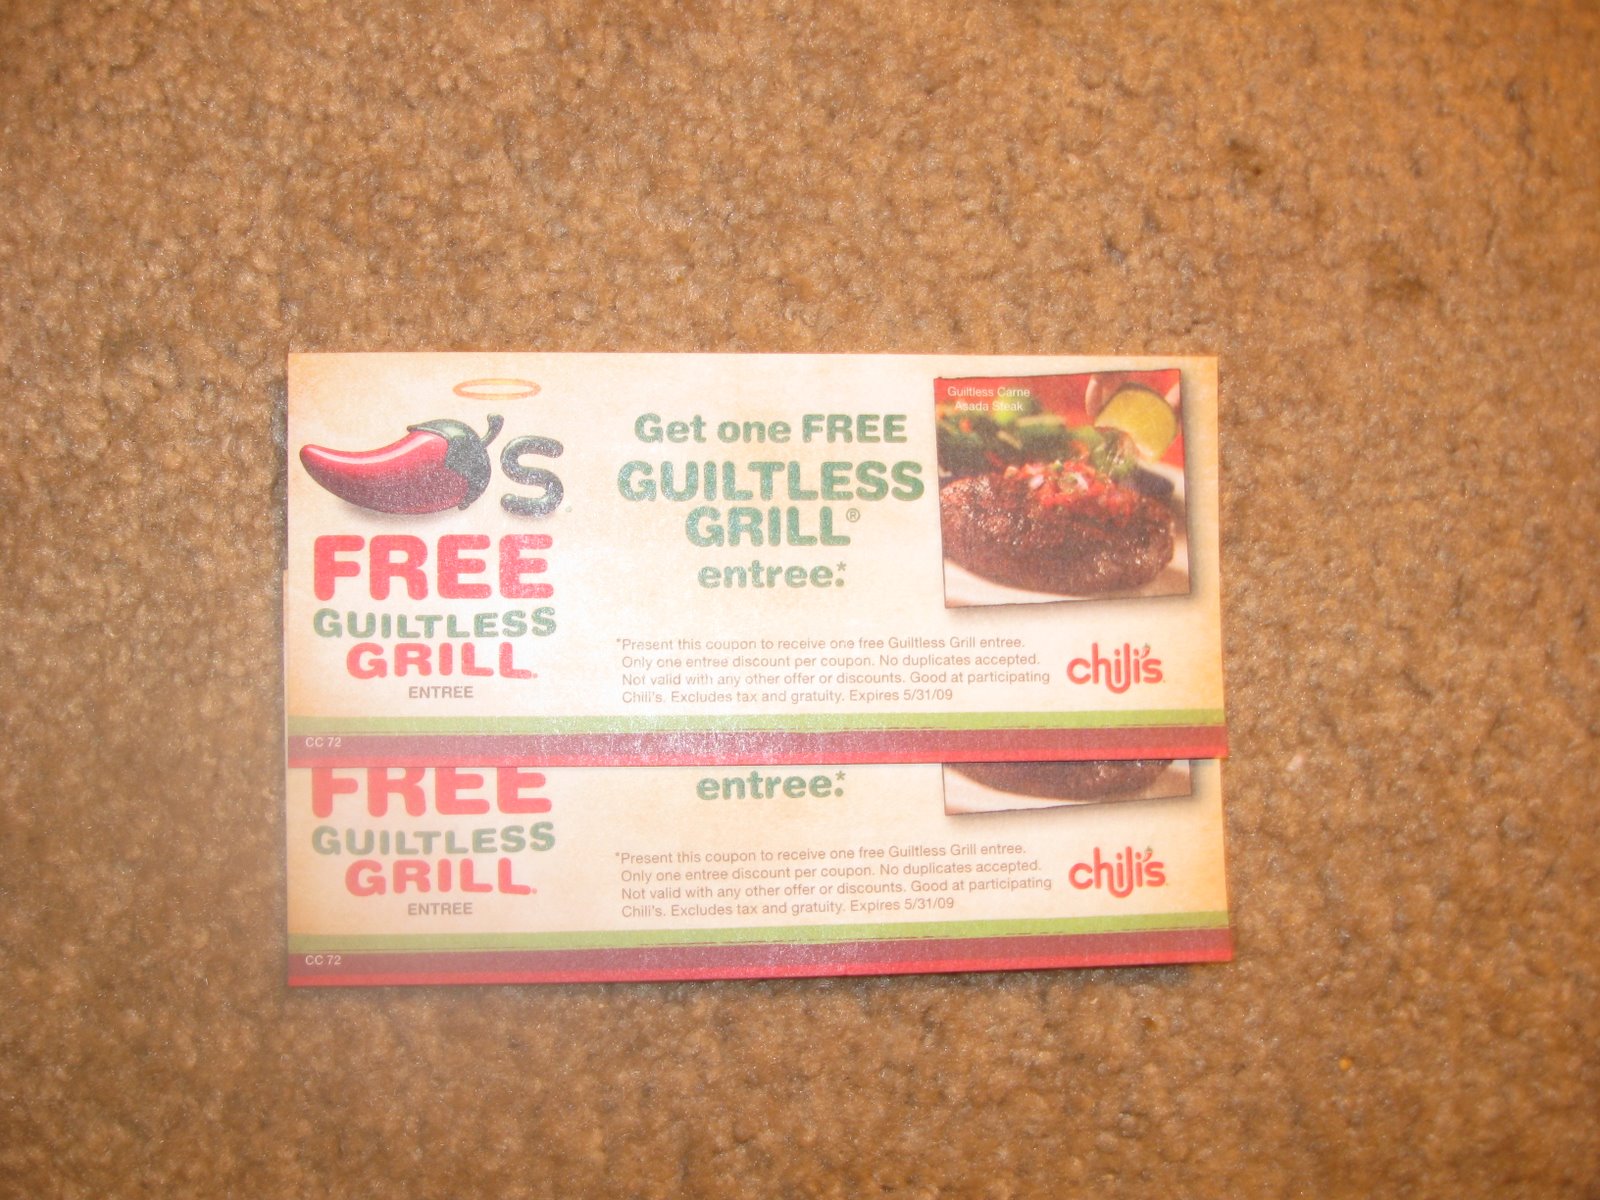 'S
FREE
GUILTLESS
GRILL
ENTREE
CC 72
Get one FREE
GUILTLESS
GRILL®
entree.*
*Present this coupon to receive one free Guiltless Grill entree.
Only one entree discount per coupon. No duplicates accepted.
Not valid with any other offer or discounts. Good at participating
Chili's. Excludes tax and gratuity. Expires 5/31/09
Guiltless Carne
Asada Steak
chili's
FREE
GUILTLESS
GRILL
ENTREE
CC 72
entree.*
*Present this coupon to receive one free Guiltless Grill entree.
Only one entree discount per coupon. No duplicates accepted.
Not valid with any other offer or discounts. Good at participating
Chili's. Excludes tax and gratuity. Expires 5/31/09
chili's